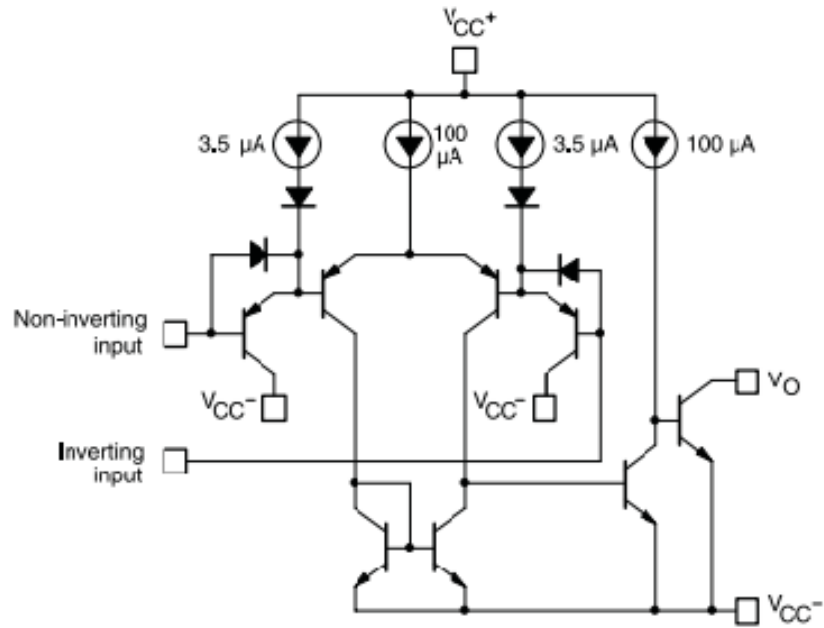 VCC+
3.5 µA
100
µA
3.5 µA
100 µA
Non-inverting
input
VCC-
VCC-
VO
Inverting
input
VCC-